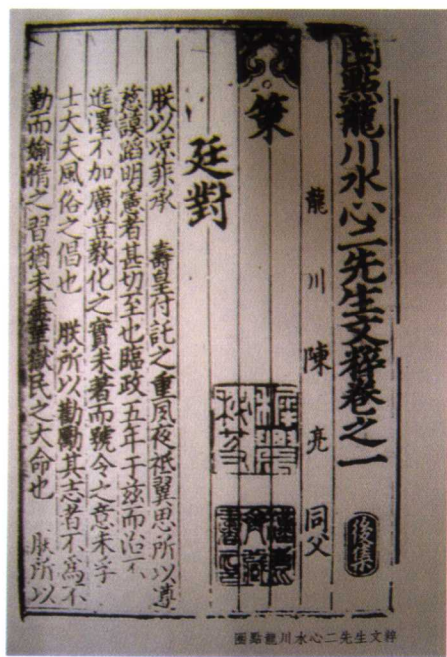 圈點龍川水心二先生文粹卷之一
後集
龍川陳亮同父
策
廷對
朕以凉菲承 壽皇付託之重夙夜祗翼思所以遵
慈謨蹈明憲者甚切至也臨政五年于兹而治不
進澤不加廣豈教化之實未著而號令之意未孚
士大夫風俗之倡也 朕所以勸勵其志者不為不
勤而媮惰之習猶未盡革獄民之大命也 朕所以
圈點龍川水心二先生文粹